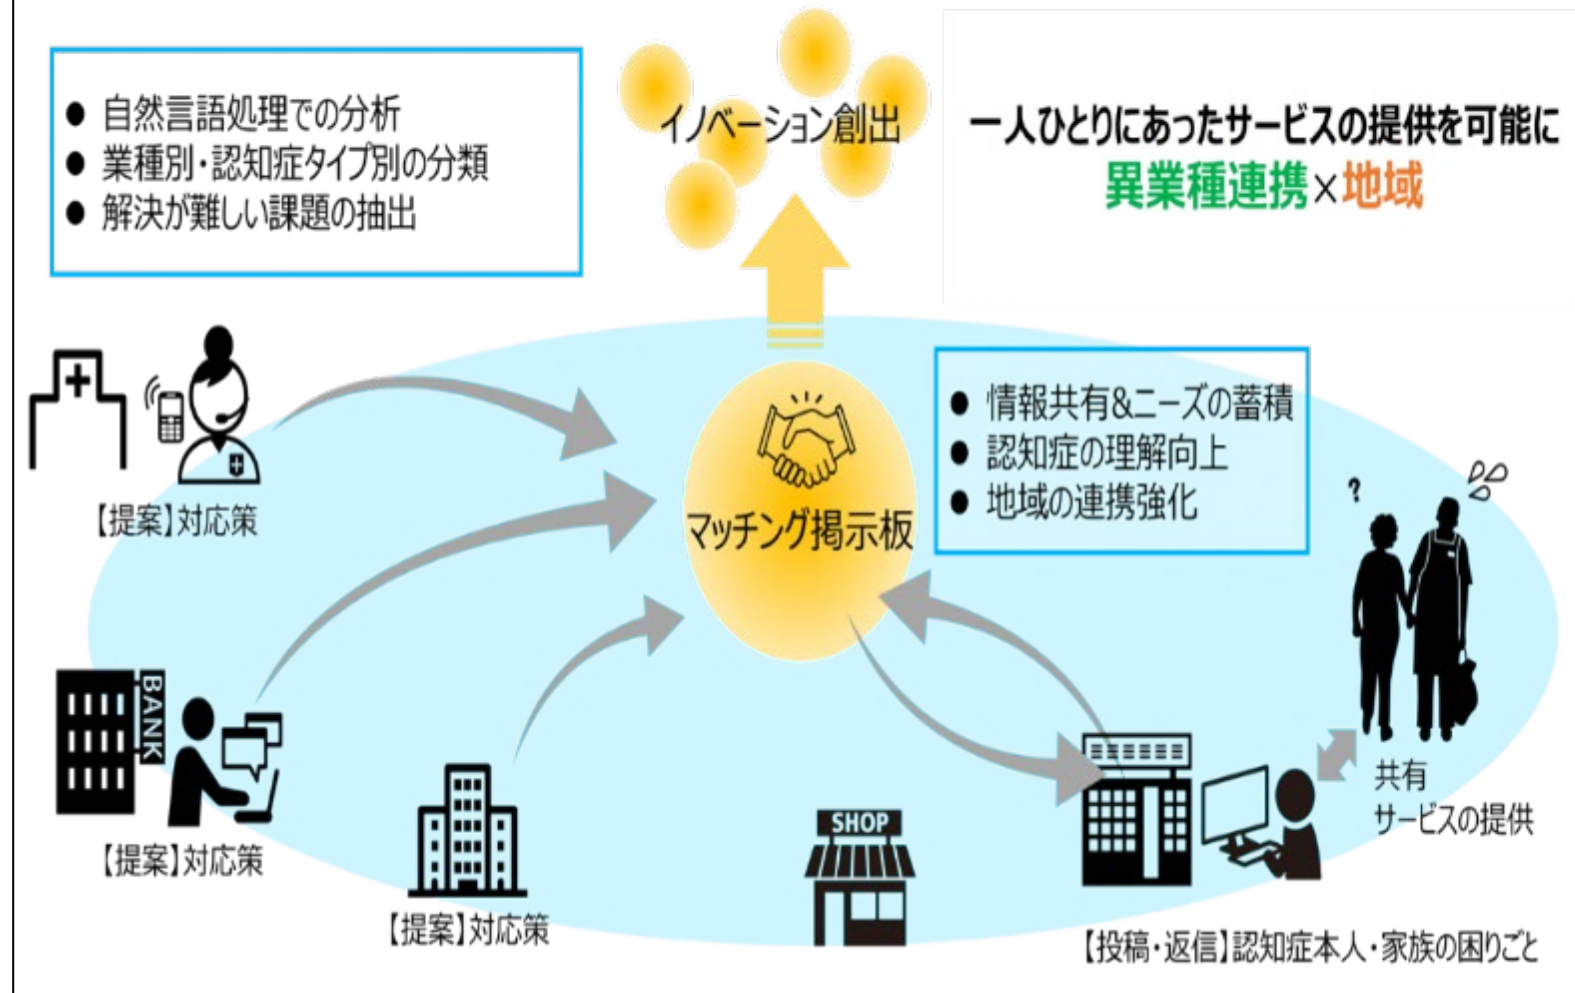 ● 自然言語処理での分析
● 業種別・認知症タイプ別の分類
● 解決が難しい課題の抽出
イノベーション創出
一人ひとりにあったサービスの提供を可能に
異業種連携×地域
● 情報共有&ニーズの蓄積
● 認知症の理解向上
● 地域の連携強化
マッチング掲示板
?
【提案】対応策
BANK
【提案】対応策
【提案】対応策
SHOP
共有
サービスの提供
【投稿・返信】認知症本人・家族の困りごと